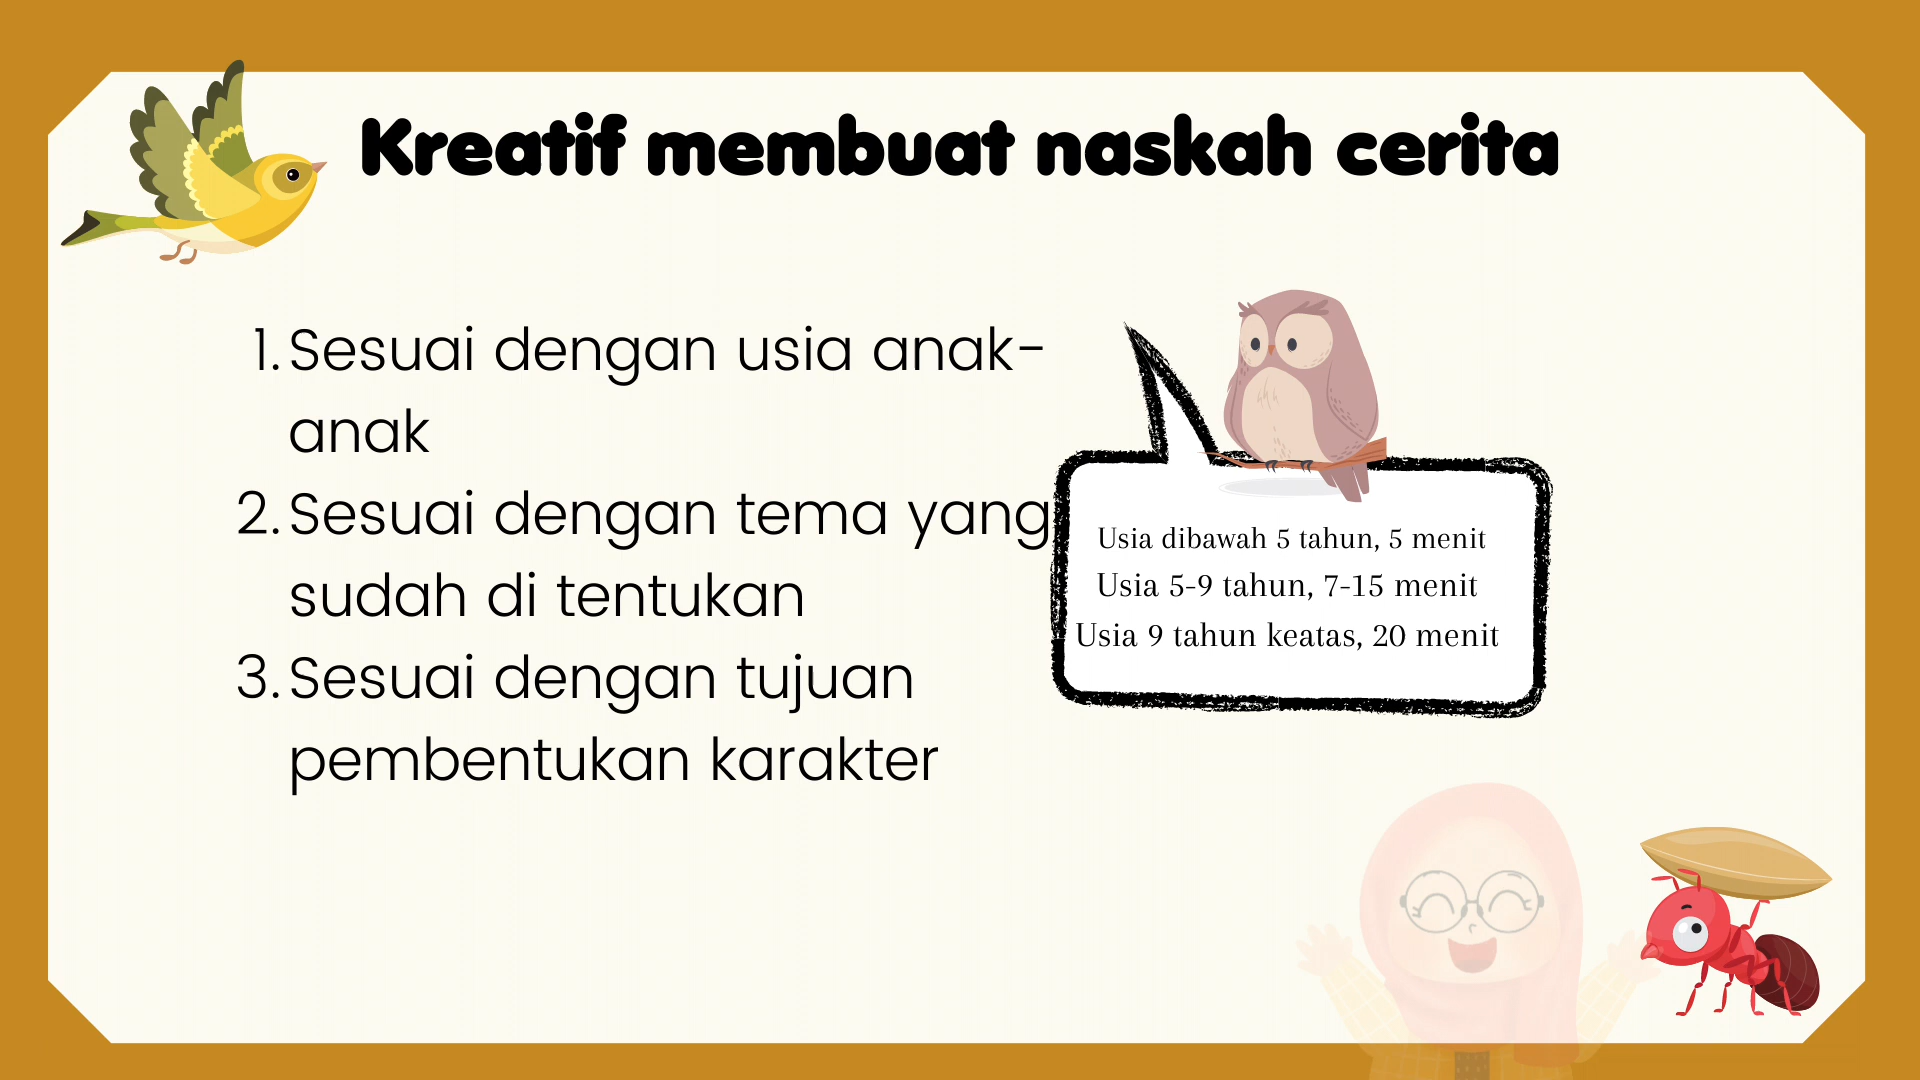 Kreatif membuat naskah cerita
1. Sesuai dengan usia anak-
anak
2. Sesuai dengan tema yang
sudah di tentukan
3. Sesuai dengan tujuan
pembentukan karakter
Usia dibawah 5 tahun, 5 menit
Usia 5-9 tahun, 7-15 menit
Usia 9 tahun keatas, 20 menit